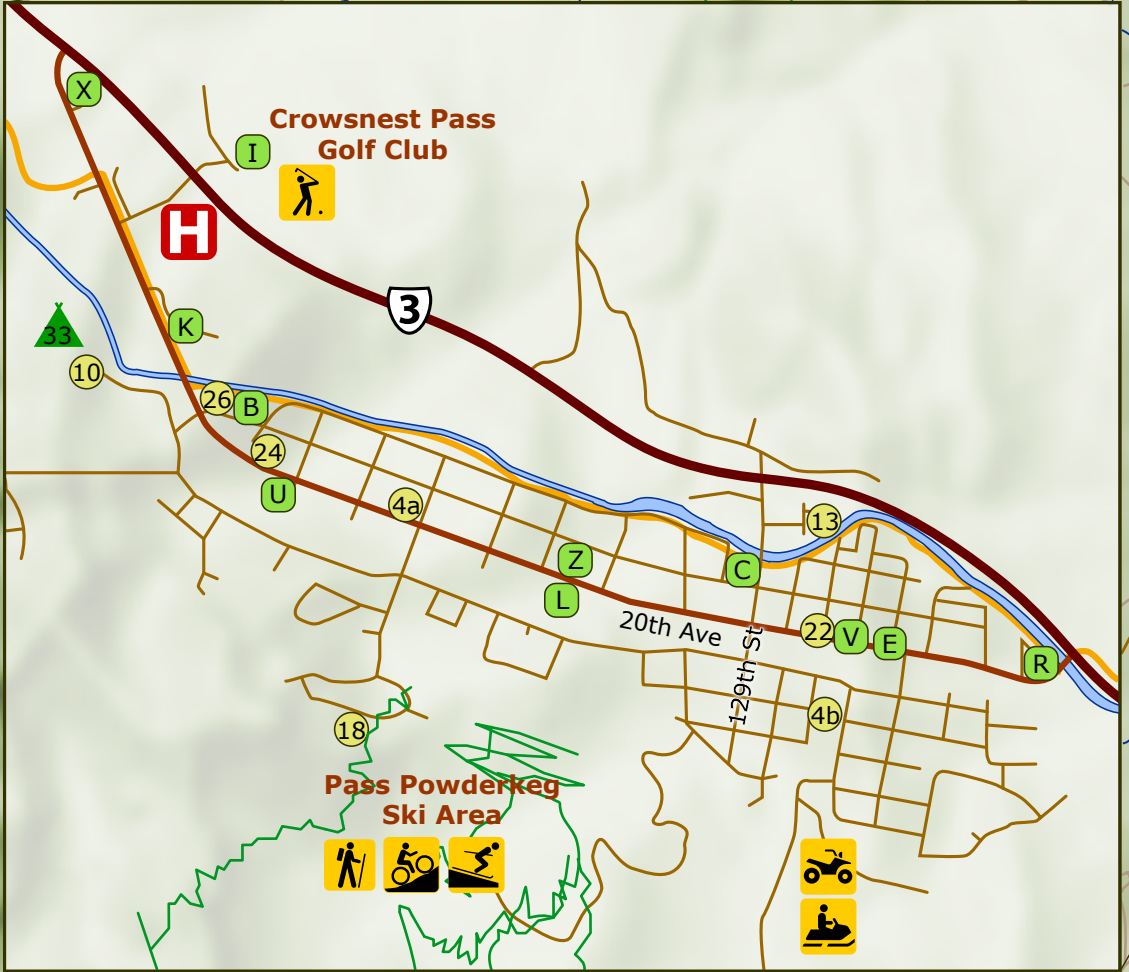 X
I
Crowsnest Pass
Golf Club
H
3
K
33
10
26
B
24
U
4a
13
Z
C
L
20th Ave
22
V
E
R
129th St
4b
18
Pass Powderkeg
Ski Area